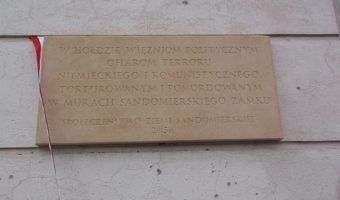 W HOŁDZIE WIĘŹNIOM POLITYCZNYM
OFIAROM TERRORU
NIEMIECKIEGO I KOMUNISTYCZNEGO
TORTUROWANYM I POMORDOWANYM
W MURACH SANDOMIERSKIEGO ZAMKU
SPOŁECZEŃSTWO ZIEMI SANDOMIERSKIEJ